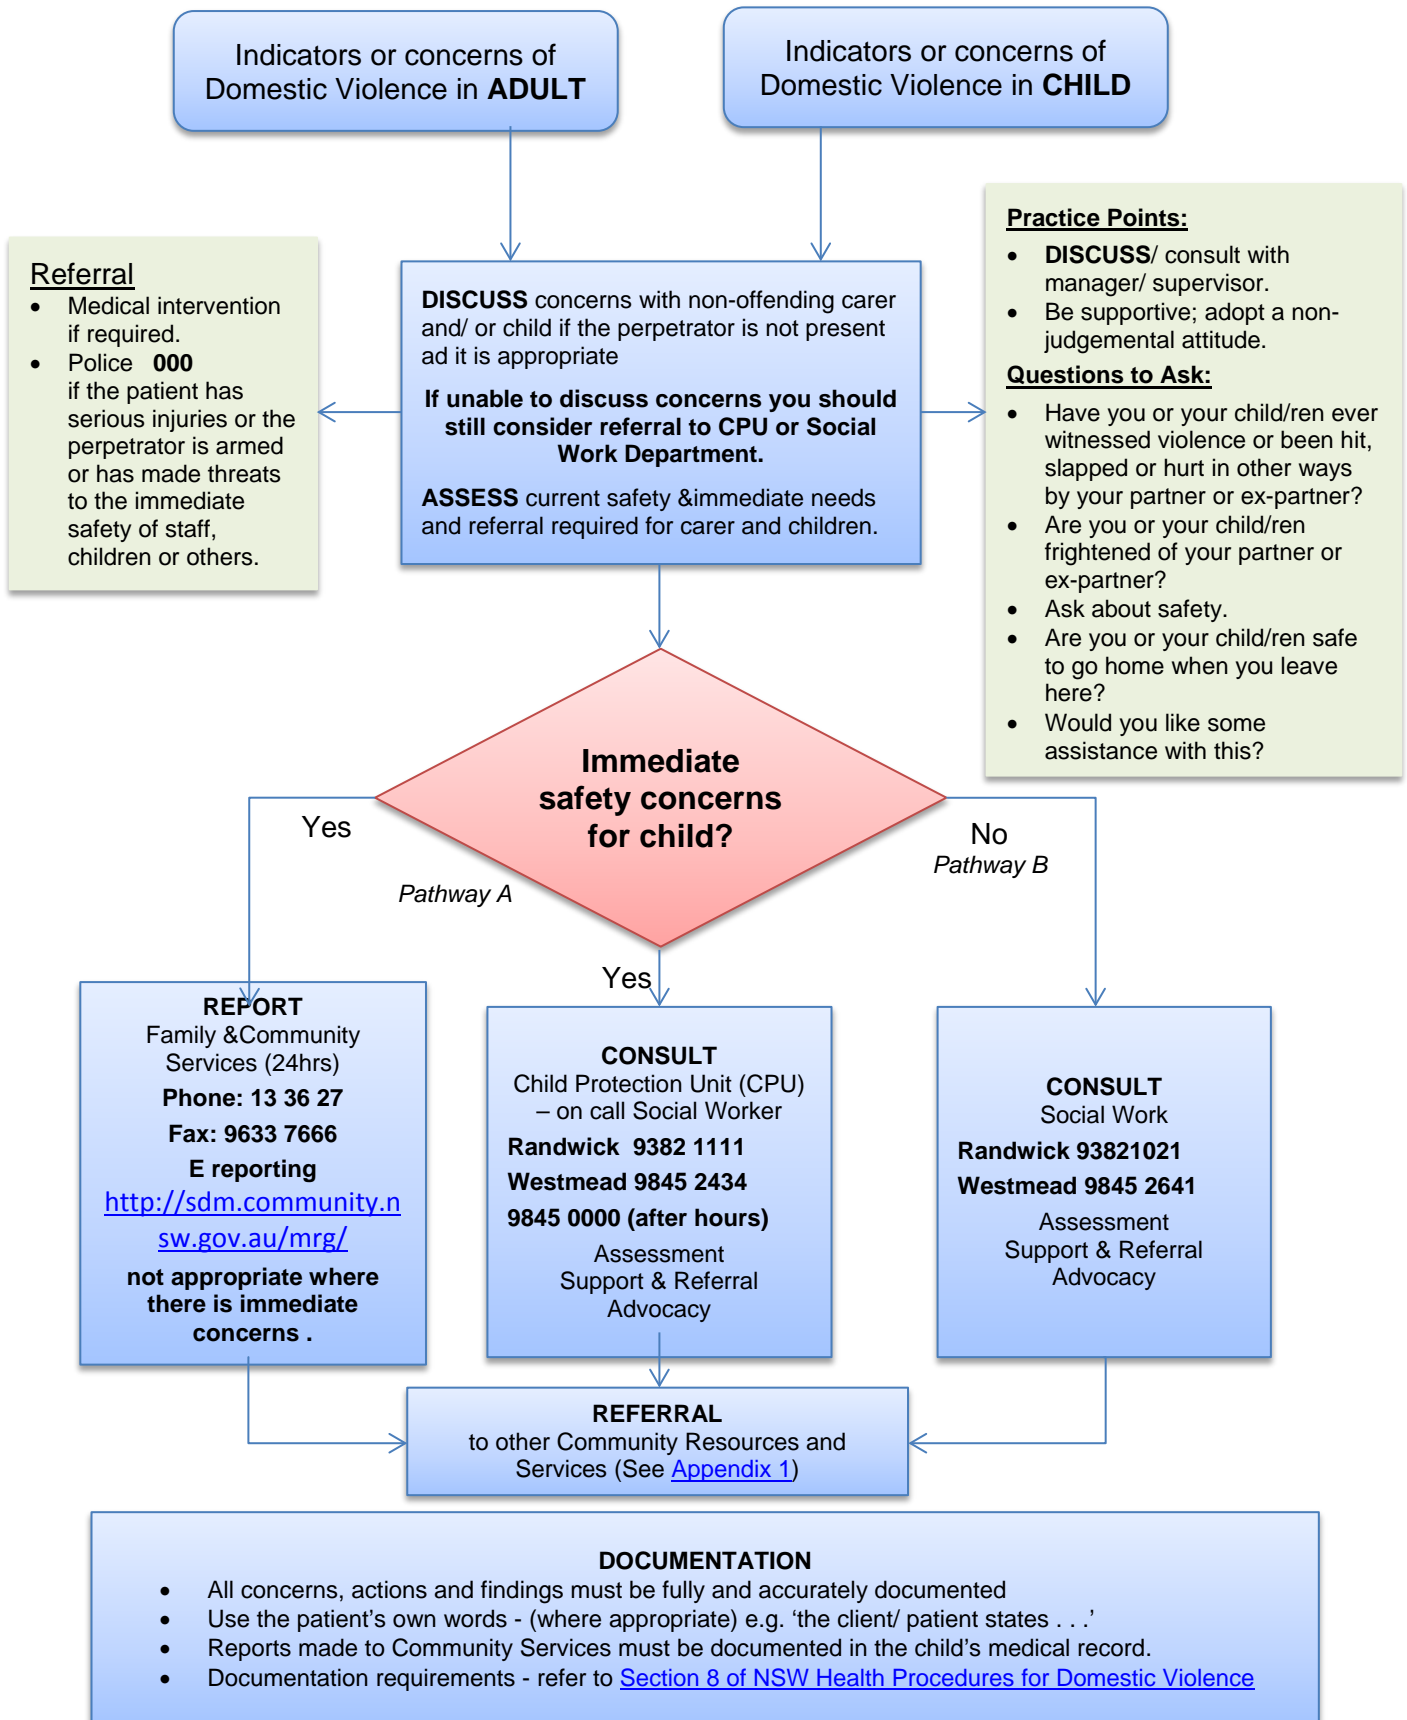 Indicators or concerns of
Domestic Violence in ADULT
Indicators or concerns of
Domestic Violence in CHILD
Referral
• Medical intervention
if required.
• Police 000
if the patient has
serious injuries or the
perpetrator is armed
or has made threats
to the immediate
safety of staff,
children or others.
DISCUSS concerns with non-offending carer
and/ or child if the perpetrator is not present
ad it is appropriate
If unable to discuss concerns you should
still consider referral to CPU or Social
Work Department.
ASSESS current safety &immediate needs
and referral required for carer and children.
Practice Points:
• DISCUSS/ consult with
manager/ supervisor.
• Be supportive; adopt a non-
judgemental attitude.
Questions to Ask:
• Have you or your child/ren ever
witnessed violence or been hit,
slapped or hurt in other ways
by your partner or ex-partner?
• Are you or your child/ren
frightened of your partner or
ex-partner?
• Ask about safety.
• Are you or your child/ren safe
to go home when you leave
here?
• Would you like some
assistance with this?
Immediate
safety concerns
for child?
Yes
Pathway A
No
Pathway B
Yes
REPORT
Family &Community
Services (24hrs)
Phone: 13 36 27
Fax: 9633 7666
E reporting
http://sdm.community.n
sw.gov.au/mrg/
not appropriate where
there is immediate
concerns .
CONSULT
Child Protection Unit (CPU)
– on call Social Worker
Randwick 9382 1111
Westmead 9845 2434
9845 0000 (after hours)
Assessment
Support & Referral
Advocacy
CONSULT
Social Work
Randwick 93821021
Westmead 9845 2641
Assessment
Support & Referral
Advocacy
REFERRAL
to other Community Resources and
Services (See Appendix 1)
DOCUMENTATION
• All concerns, actions and findings must be fully and accurately documented
• Use the patient’s own words - (where appropriate) e.g. ‘the client/ patient states . . .’
• Reports made to Community Services must be documented in the child’s medical record.
• Documentation requirements - refer to Section 8 of NSW Health Procedures for Domestic Violence